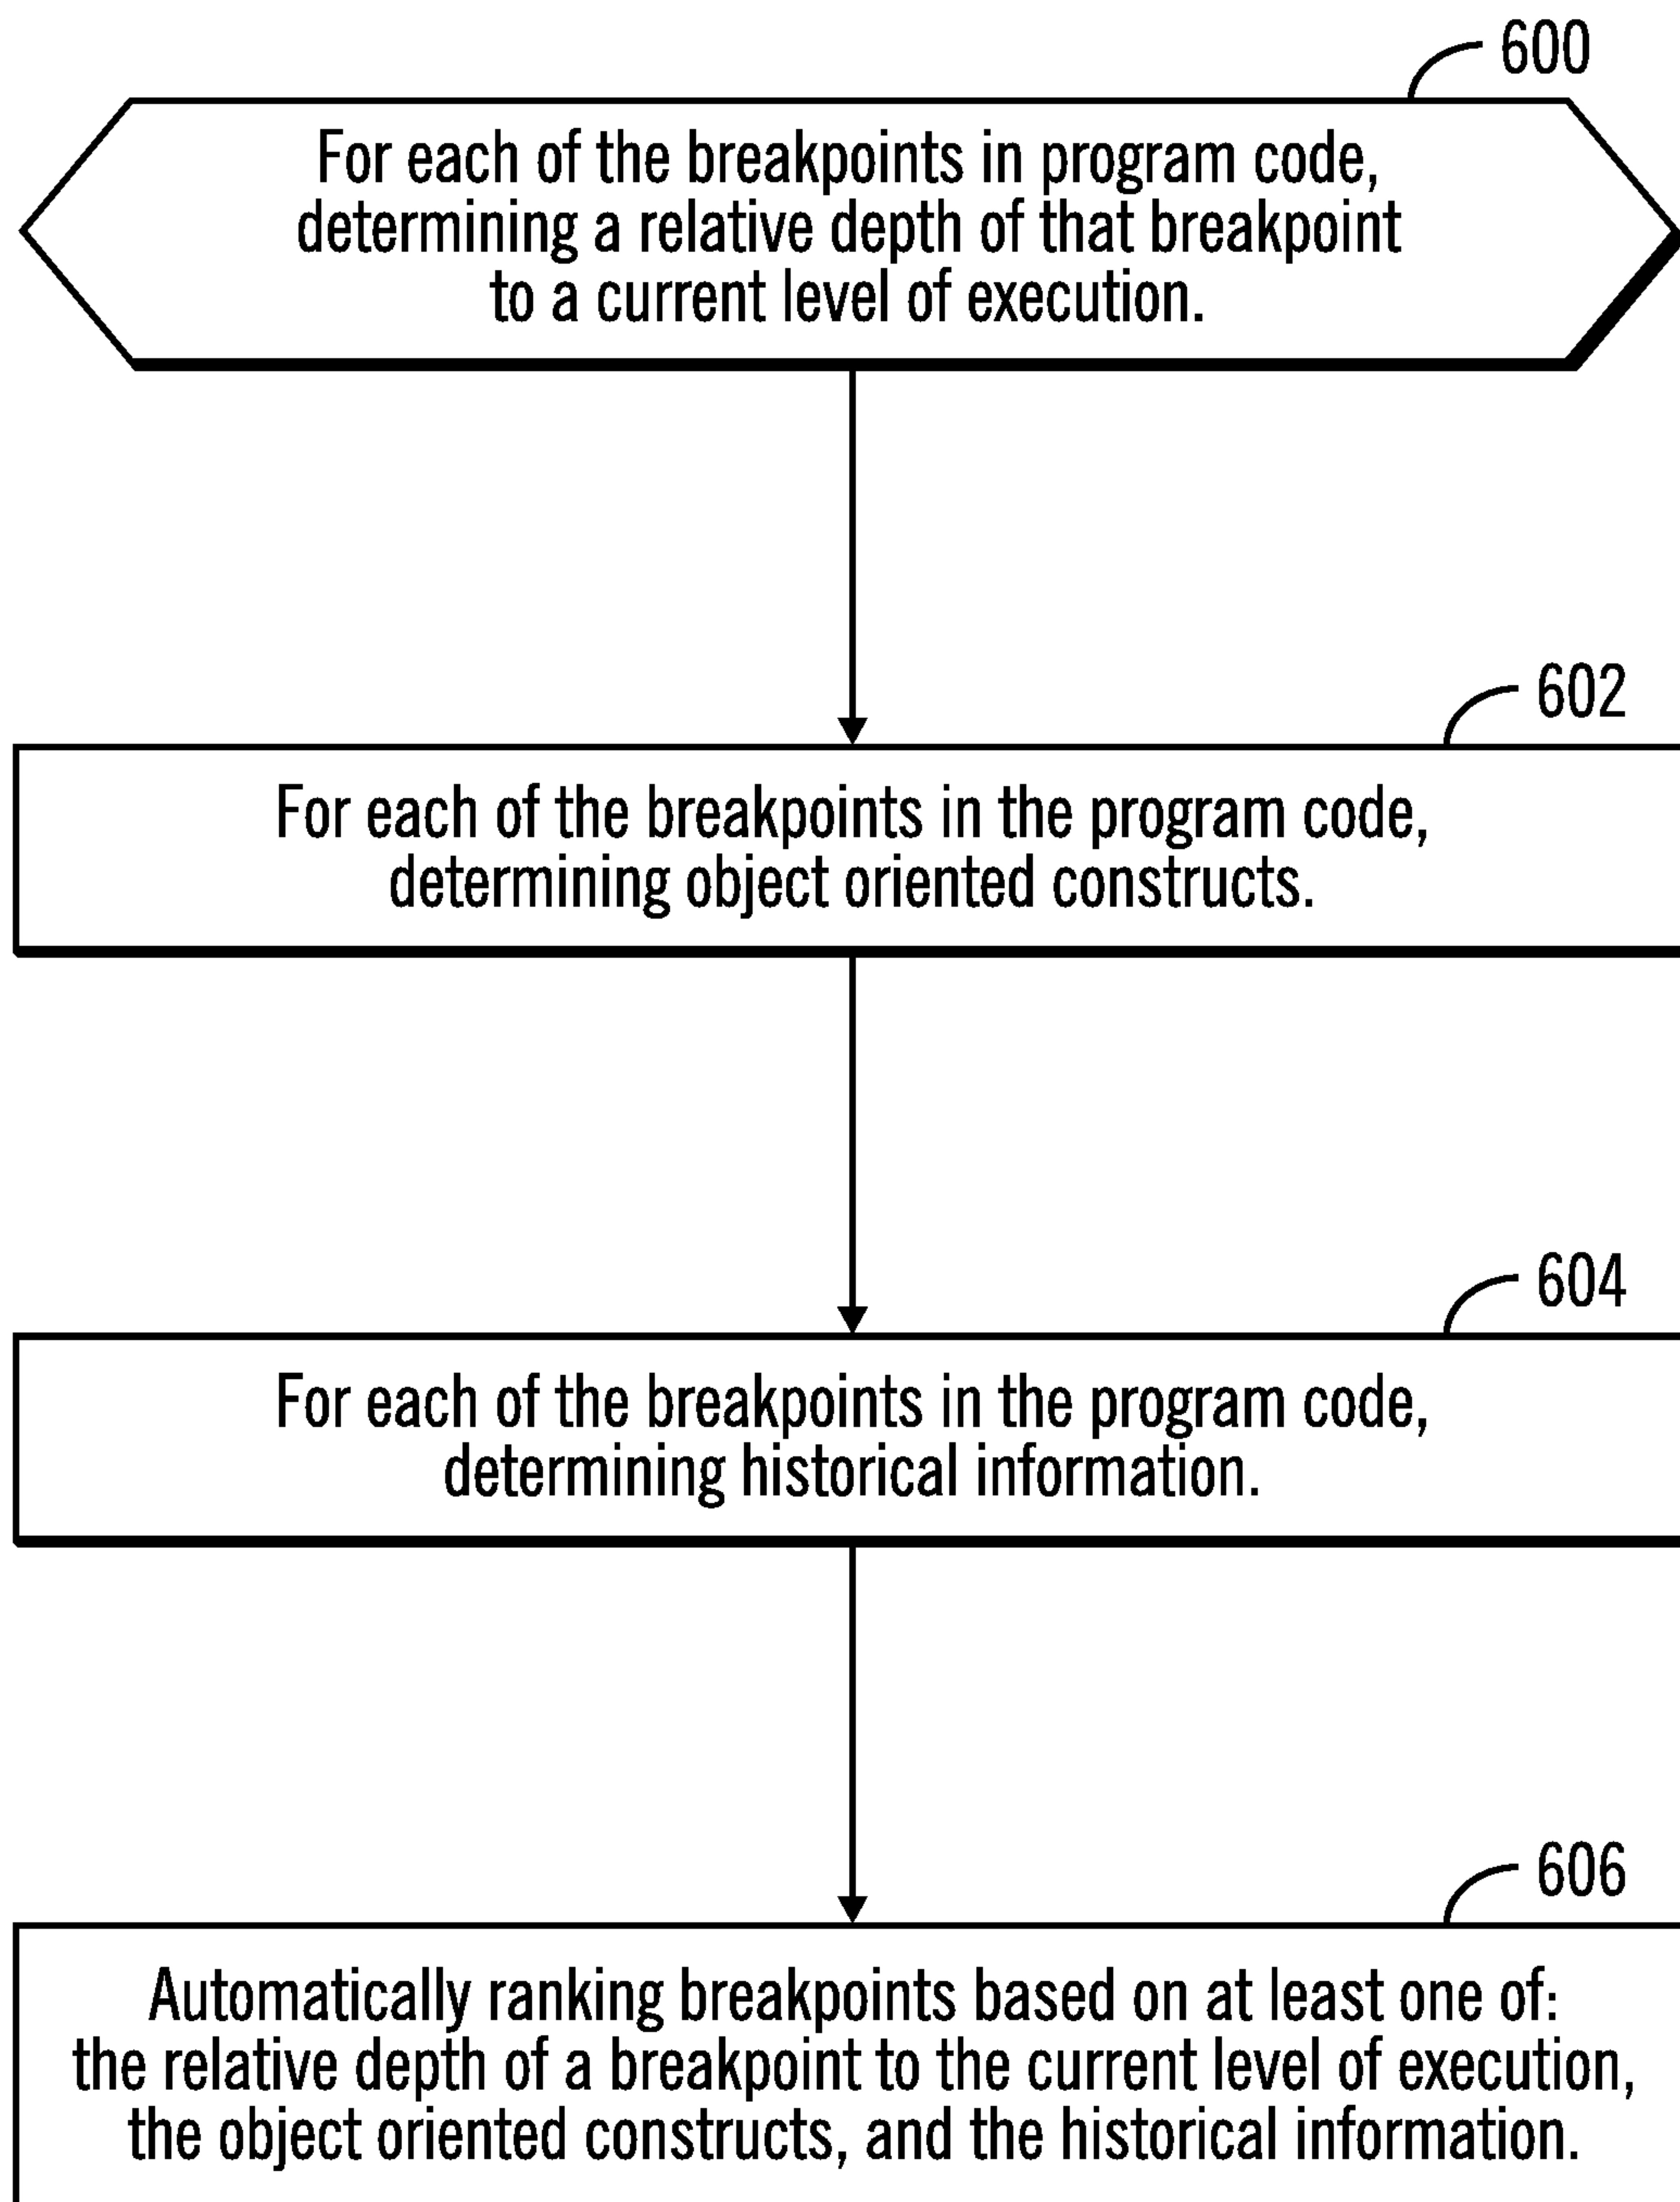 600
For each of the breakpoints in program code,
determining a relative depth of that breakpoint
to a current level of execution.
602
For each of the breakpoints in the program code,
determining object oriented constructs.
604
For each of the breakpoints in the program code,
determining historical information.
606
Automatically ranking breakpoints based on at least one of:
the relative depth of a breakpoint to the current level of execution,
the object oriented constructs, and the historical information.